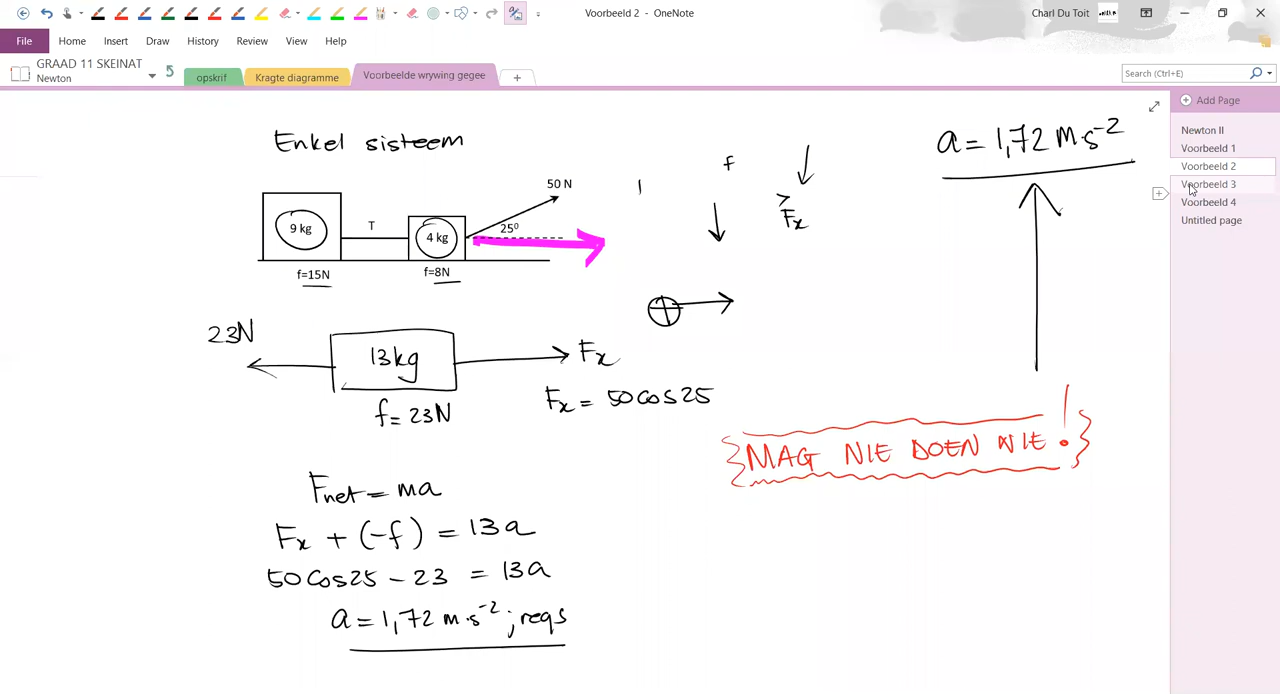 Voorbeeld 2 - OneNote
Charl Du Toit
File Home Insert Draw History Review View Help
GRAAD 11 SKEINAT
Newton
opskrif
Kragte diagramme
Voorbeelde wrywing gegee
Search (Ctrl+E)
Add Page
Newton II
Voorbeeld 1
Voorbeeld 2
Voorbeeld 3
Voorbeeld 4
Untitled page
Enkel sisteem
f
a = 1,72 m·s⁻²
50 N
9 kg
T
4 kg
25⁰
Fx
f=15N
f=8N
23N
13kg
Fx
f = 23N
Fx = 50cos25
MAG NIE DOEN NIE !
Fnet = ma
Fx + (-f) = 13a
50cos25 - 23 = 13a
a = 1,72 m·s⁻² ; regs